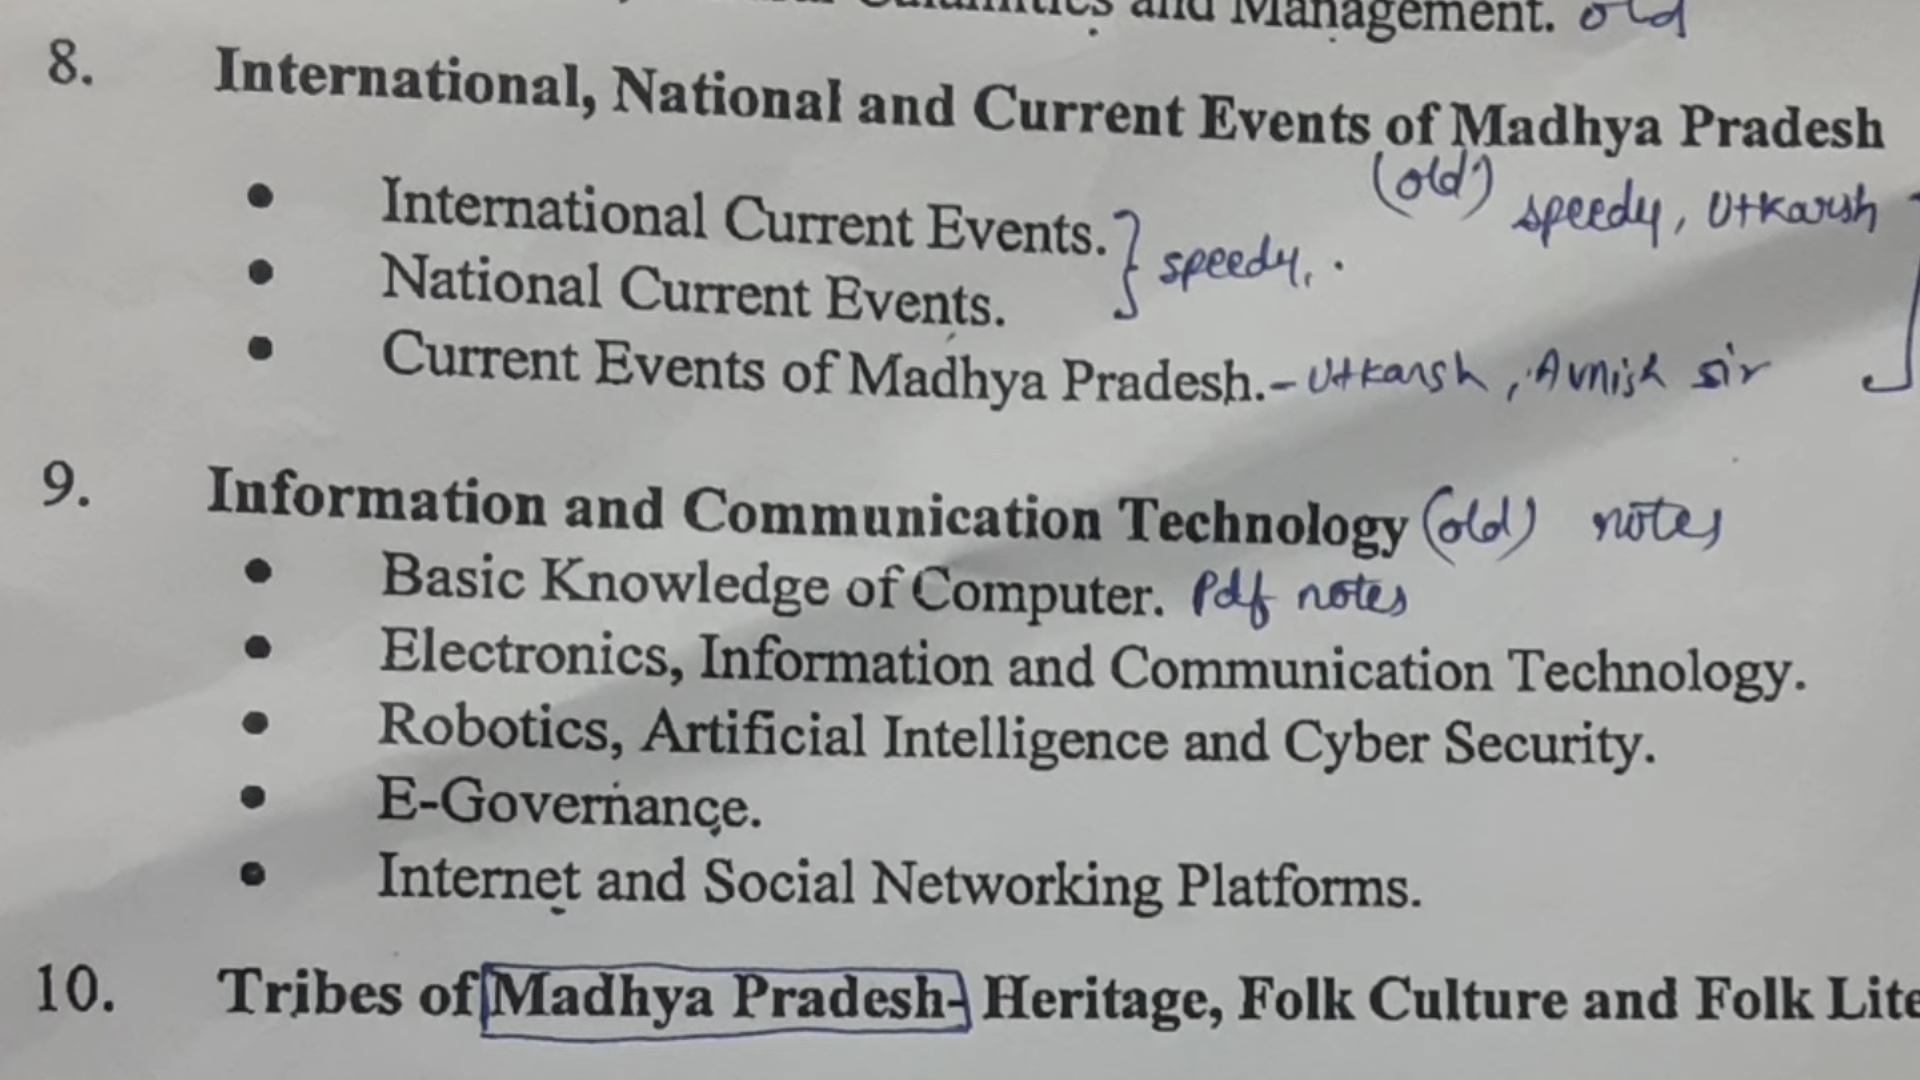 Calamities and Management. old
8. International, National and Current Events of Madhya Pradesh
(old) speedy, Utkarsh
• International Current Events. } speedy, .
• National Current Events.
• Current Events of Madhya Pradesh. - Utkarsh, Avnish sir
9. Information and Communication Technology (old) notes
• Basic Knowledge of Computer. Pdf notes
• Electronics, Information and Communication Technology.
• Robotics, Artificial Intelligence and Cyber Security.
• E-Governance.
• Internet and Social Networking Platforms.
10. Tribes of Madhya Pradesh- Heritage, Folk Culture and Folk Lite